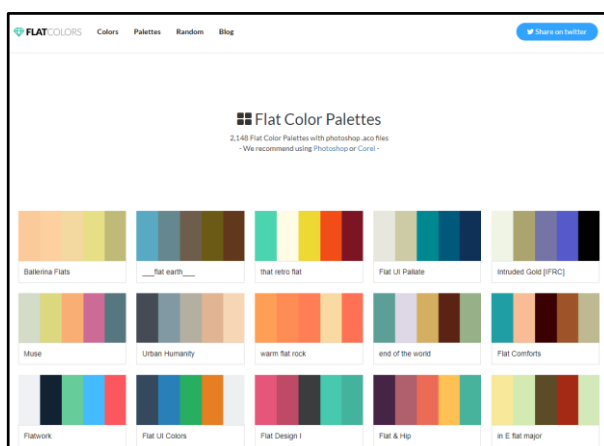 FLATCOLORS Colors Palettes Random Blog Share on twitter
Flat Color Palettes
2,148 Flat Color Palettes with photoshop .aco files
- We recommend using Photoshop or Corel -
Ballerina Flats ___flat earth___ that retro flat Flat UI Pallate Intruded Gold [IFRC]
Muse Urban Humanity warm flat rock end of the world Flat Comforts
Flatwork Flat UI Colors Flat Design I Flat & Hip in E flat major